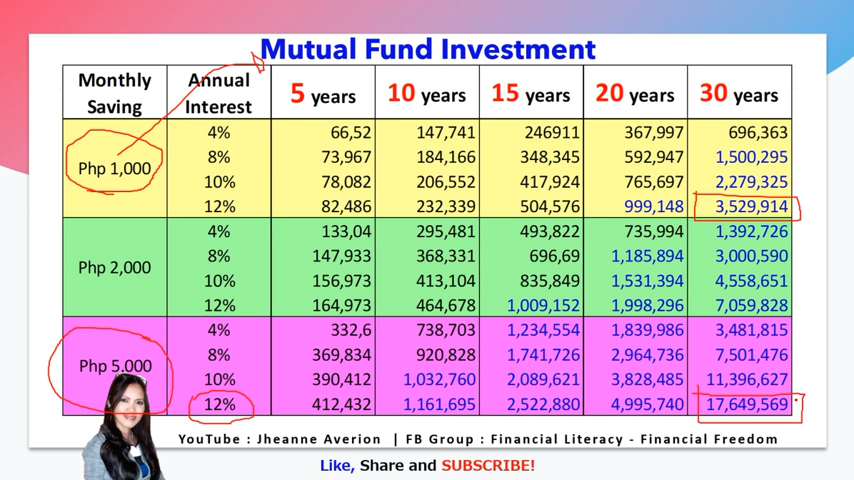 Mutual Fund Investment
Monthly Saving Annual Interest 5 years 10 years 15 years 20 years 30 years
Php 1,000
4% 66,52 147,741 246911 367,997 696,363
8% 73,967 184,166 348,345 592,947 1,500,295
10% 78,082 206,552 417,924 765,697 2,279,325
12% 82,486 232,339 504,576 999,148 3,529,914
Php 2,000
4% 133,04 295,481 493,822 735,994 1,392,726
8% 147,933 368,331 696,69 1,185,894 3,000,590
10% 156,973 413,104 835,849 1,531,394 4,558,651
12% 164,973 464,678 1,009,152 1,998,296 7,059,828
Php 5.000
4% 332,6 738,703 1,234,554 1,839,986 3,481,815
8% 369,834 920,828 1,741,726 2,964,736 7,501,476
10% 390,412 1,032,760 2,089,621 3,828,485 11,396,627
12% 412,432 1,161,695 2,522,880 4,995,740 17,649,569
YouTube : Jheanne Averion | FB Group : Financial Literacy - Financial Freedom
Like, Share and SUBSCRIBE!